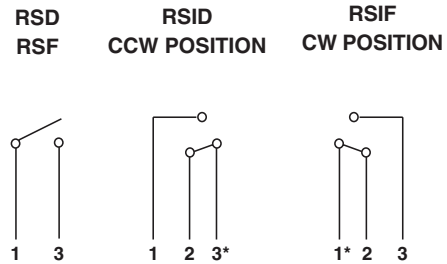 RSD
RSF
RSID
CCW POSITION
RSIF
CW POSITION
1 3
1 2 3*
1* 2 3